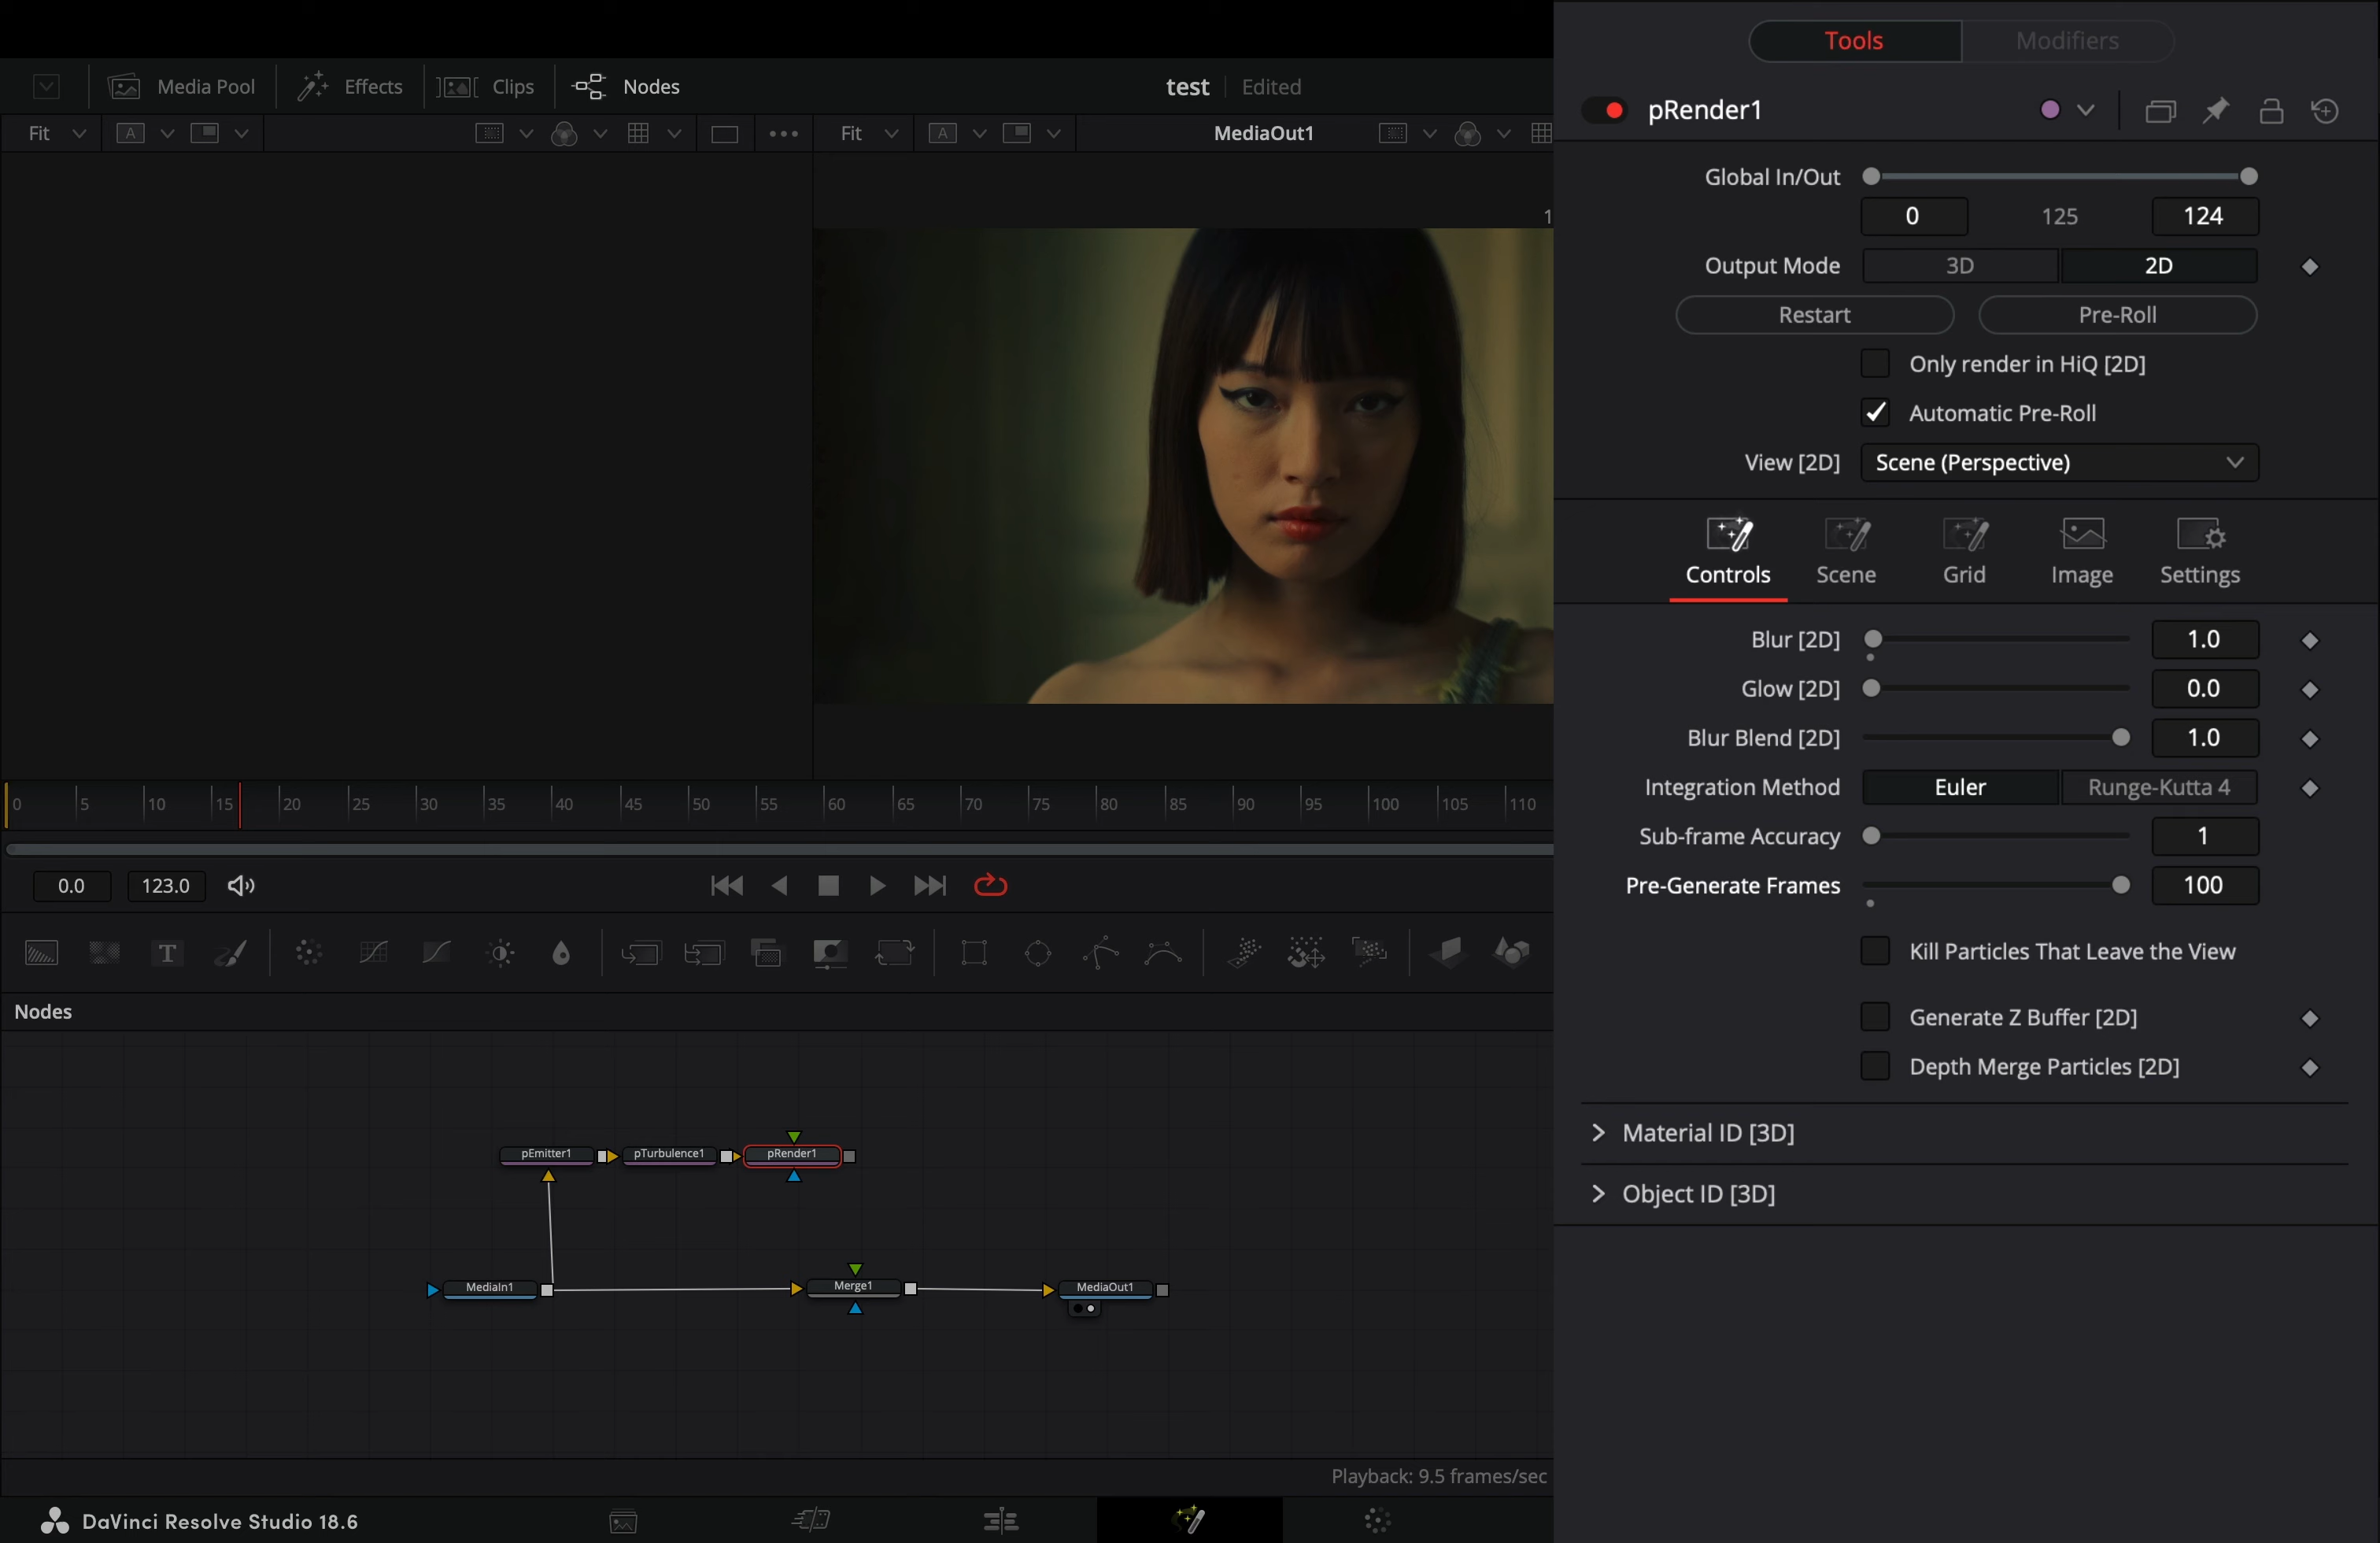 Media Pool
Effects
Clips
Nodes
test
Edited
Tools
Modifiers
pRender1
Fit
A
Fit
A
MediaOut1
Global In/Out
0
125
124
1
Output Mode
3D
2D
Restart
Pre-Roll
Only render in HiQ [2D]
Automatic Pre-Roll
View [2D]
Scene (Perspective)
Controls
Scene
Grid
Image
Settings
Blur [2D]
1.0
Glow [2D]
0.0
Blur Blend [2D]
1.0
Integration Method
Euler
Runge-Kutta 4
Sub-frame Accuracy
1
Pre-Generate Frames
100
Kill Particles That Leave the View
Generate Z Buffer [2D]
Depth Merge Particles [2D]
Material ID [3D]
Object ID [3D]
0 5 10 15 20 25 30 35 40 45 50 55 60 65 70 75 80 85 90 95 100 105 110
0.0
123.0
T
Nodes
pEmitter1
pTurbulence1
pRender1
MediaIn1
Merge1
MediaOut1
Playback: 9.5 frames/sec
DaVinci Resolve Studio 18.6